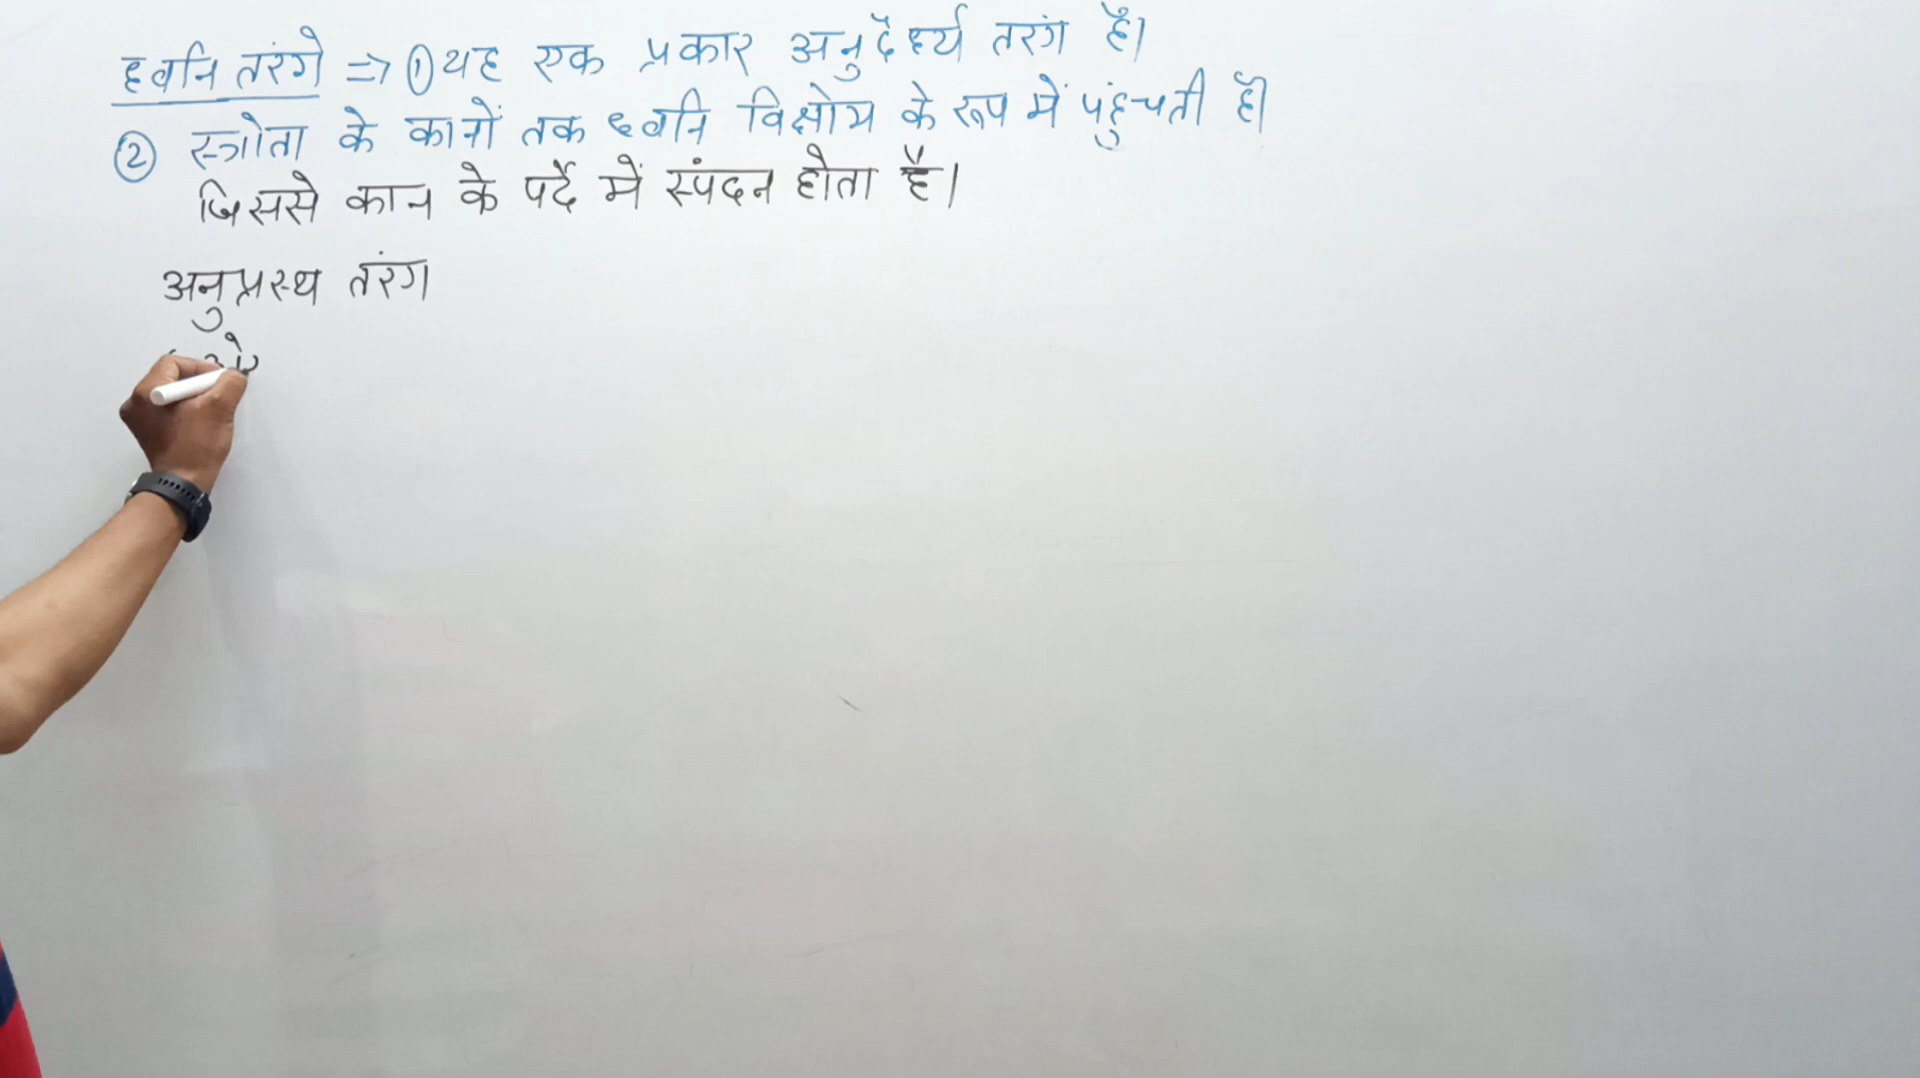 ध्वनि तरंगे => ① यह एक प्रकार अनुदैर्ध्य तरंग है।
② स्त्रोता के कानों तक ध्वनि विक्षोभ के रूप में पहुंचती है।
जिससे कान के पर्दे में स्पंदन होता है।
अनुप्रस्थ तरंग